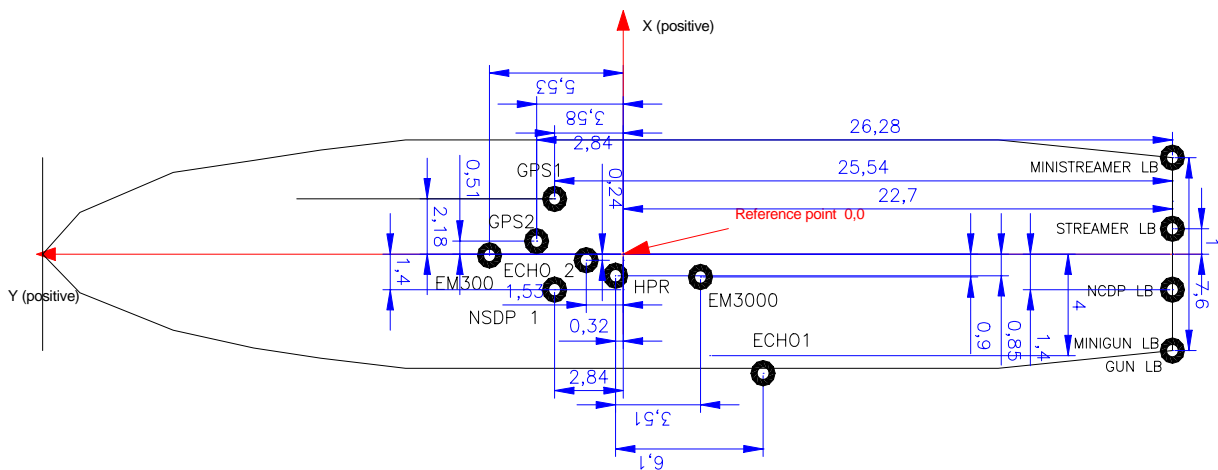 X (positive)
5,53
3,58
2,84
26,28
MINISTREAMER LB
GPS1
0,51
0,24
25,54
22,7
Reference point 0,0
2,18
GPS2
STREAMER LB
1
1,4
EM300
ECHO 2
HPR
Y (positive)
1,53
EM3000
NCDP LB
7,6
NSDP 1
4
0,32
0,9
0,85
1,4
ECHO1
MINIGUN LB
GUN LB
2,84
3,51
6,1